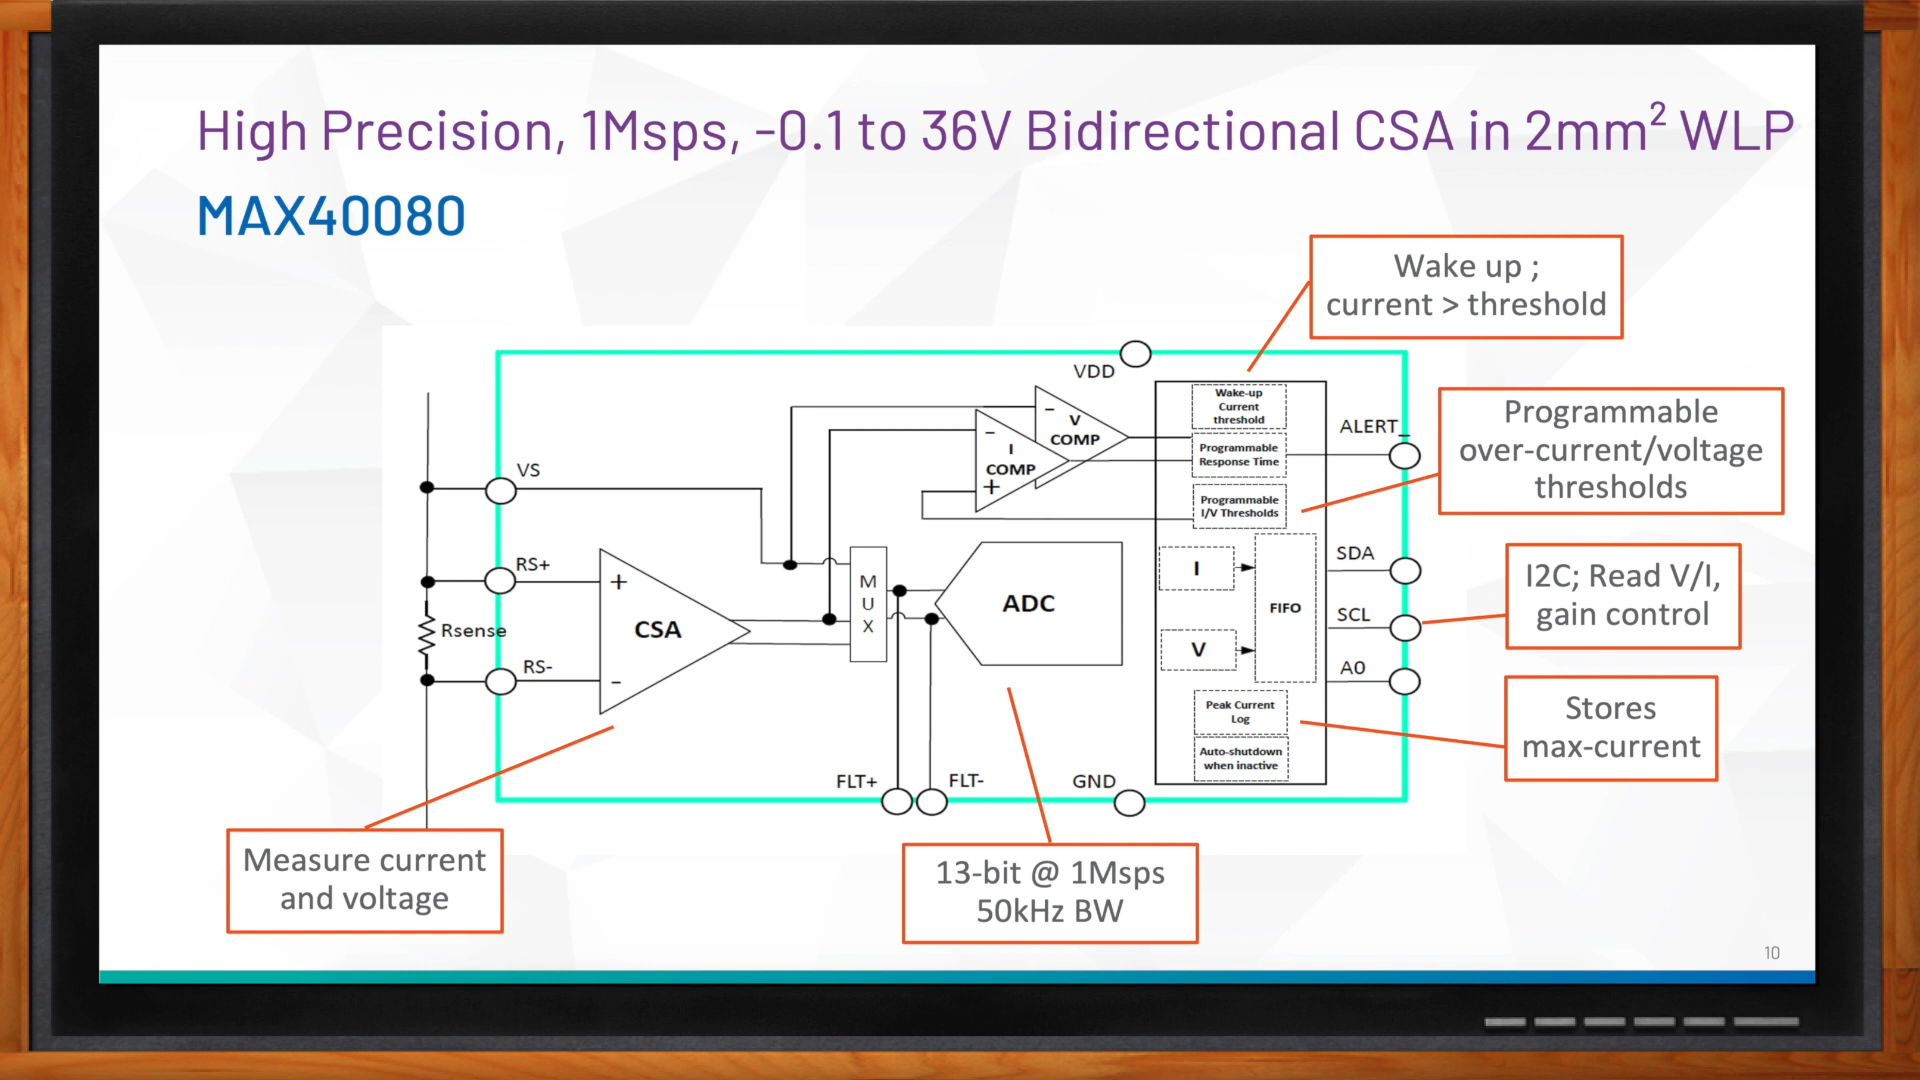 High Precision, 1Msps, -0.1 to 36V Bidirectional CSA in 2mm² WLP
MAX40080
Wake up ;
current > threshold
VDD
Wake-up
Current
threshold
ALERT_
Programmable
over-current/voltage
thresholds
V
COMP
I
COMP
Programmable
Response Time
Programmable
I/V Thresholds
VS
RS+
Rsense
RS-
+
-
CSA
-
-
+
M
U
X
ADC
I
V
FIFO
SDA
SCL
A0
I2C; Read V/I,
gain control
Peak Current
Log
Auto-shutdown
when inactive
Stores
max-current
FLT+
FLT-
GND
Measure current
and voltage
13-bit @ 1Msps
50kHz BW
10